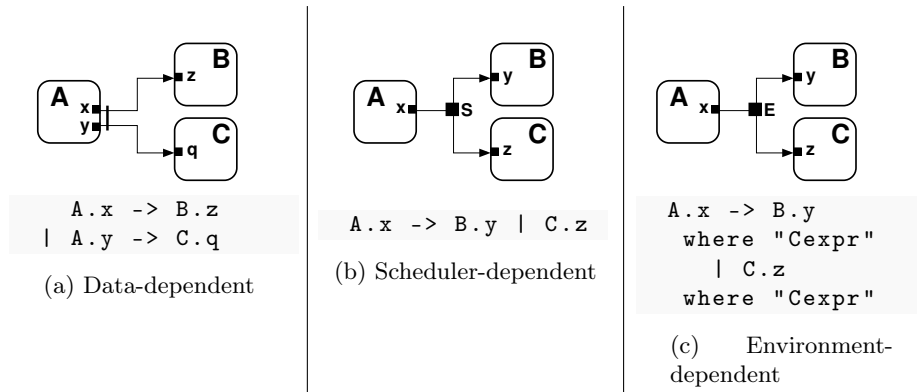 A
x
y
B
z
C
q
A.x -> B.z
| A.y -> C.q
(a) Data-dependent
A
x
S
B
y
C
z
A.x -> B.y | C.z
(b) Scheduler-dependent
A
x
E
B
y
C
z
A.x -> B.y
where "Cexpr"
| C.z
where "Cexpr"
(c) Environment-
dependent